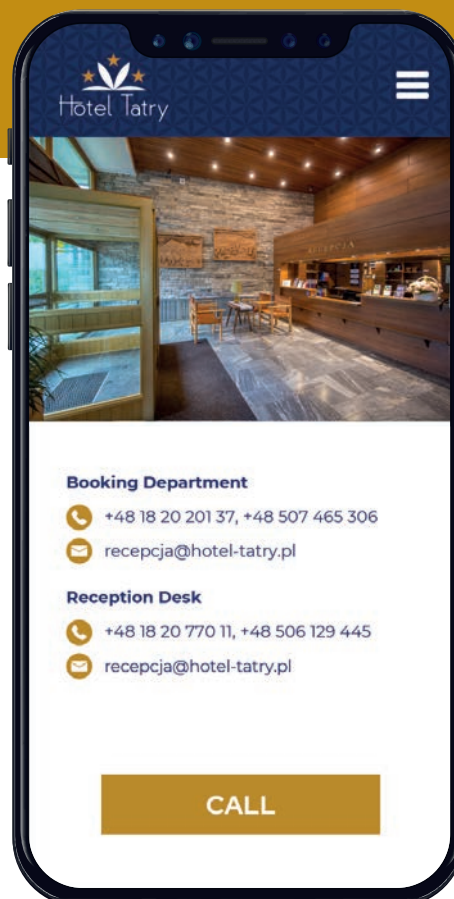 Hotel Tatry
RECEPCJA
Booking Department
+48 18 20 201 37, +48 507 465 306
recepcja@hotel-tatry.pl
Reception Desk
+48 18 20 770 11, +48 506 129 445
recepcja@hotel-tatry.pl
CALL